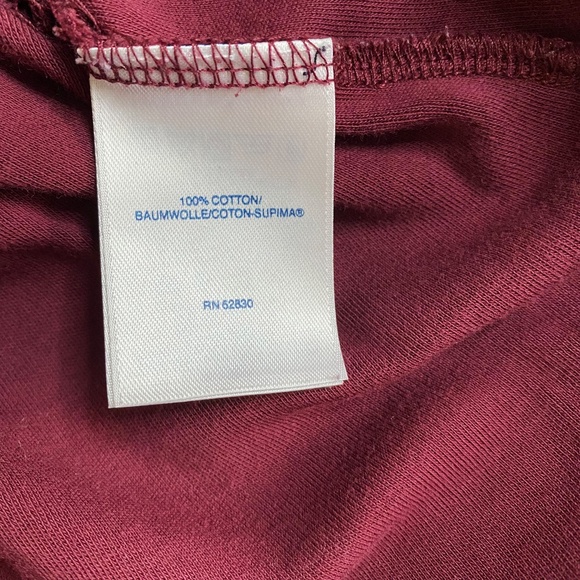 100% COTTON/
BAUMWOLLE/COTON-SUPIMA®
RN 62830